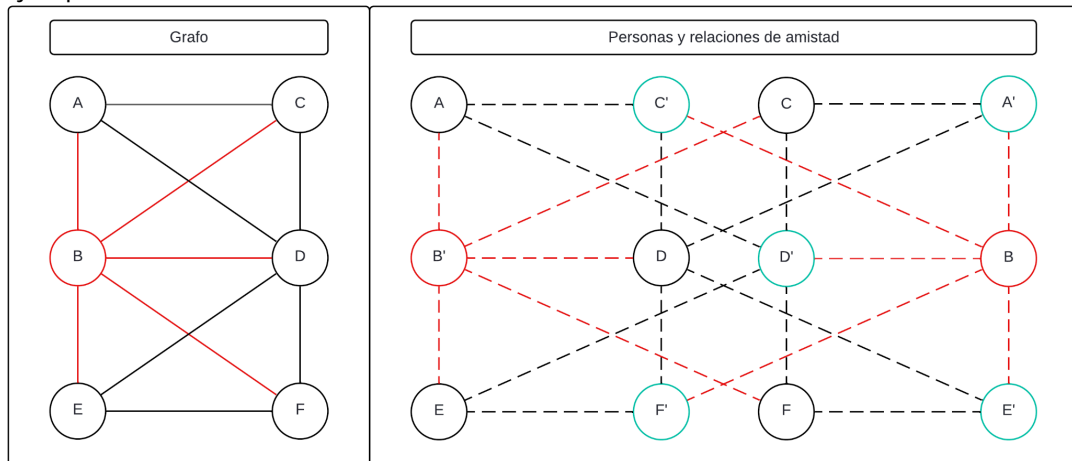 Grafo
Personas y relaciones de amistad
A C A C' C A'
B D B' D D' B
E F E F' F E'